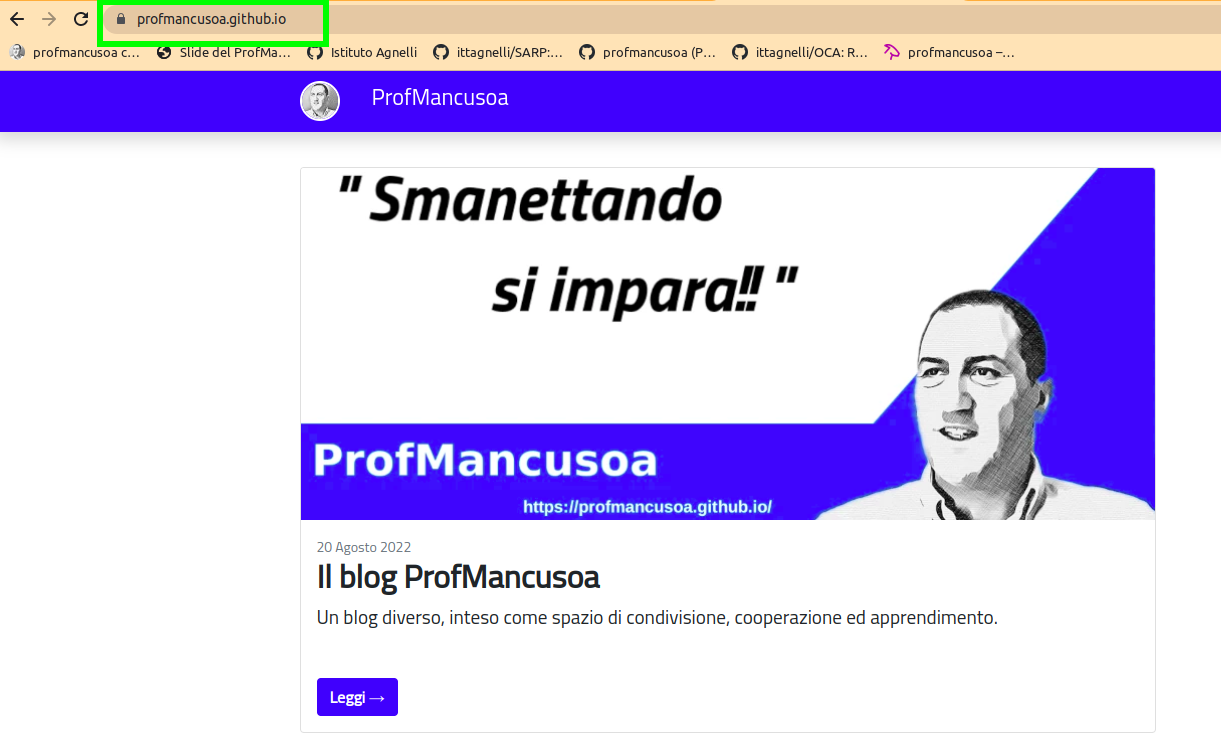 profmancusoa.github.io
profmancusoa c...
Slide del ProfMa...
Istituto Agnelli
ittagnelli/SARP:...
profmancusoa (P...
ittagnelli/OCA: R...
profmancusoa –...
ProfMancusoa
" Smanettando
si impara!! "
ProfMancusoa
https://profmancusoa.github.io/
20 Agosto 2022
Il blog ProfMancusoa
Un blog diverso, inteso come spazio di condivisione, cooperazione ed apprendimento.
Leggi →